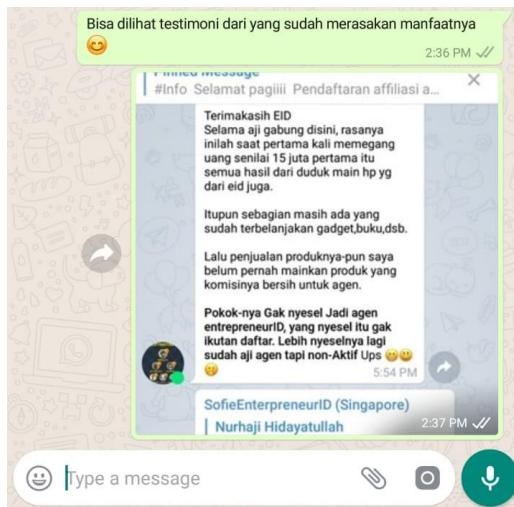 Bisa dilihat testimoni dari yang sudah merasakan manfaatnya
2:36 PM
Pinned Message
#Info Selamat pagiiii Pendaftaran affiliasi a...
Terimakasih EID
Selama aji gabung disini, rasanya
inilah saat pertama kali memegang
uang senilai 15 juta pertama itu
semua hasil dari duduk main hp yg
dari eid juga.
Itupun sebagian masih ada yang
sudah terbelanjakan gadget,buku,dsb.
Lalu penjualan produknya-pun saya
belum pernah mainkan produk yang
komisinya bersih untuk agen.
Pokok-nya Gak nyesel Jadi agen
entrepreneurID, yang nyesel itu gak
ikutan daftar. Lebih nyeselnya lagi
sudah aji agen tapi non-Aktif Ups
5:54 PM
SofieEnterpreneurID (Singapore)
Nurhaji Hidayatullah
2:37 PM
Type a message